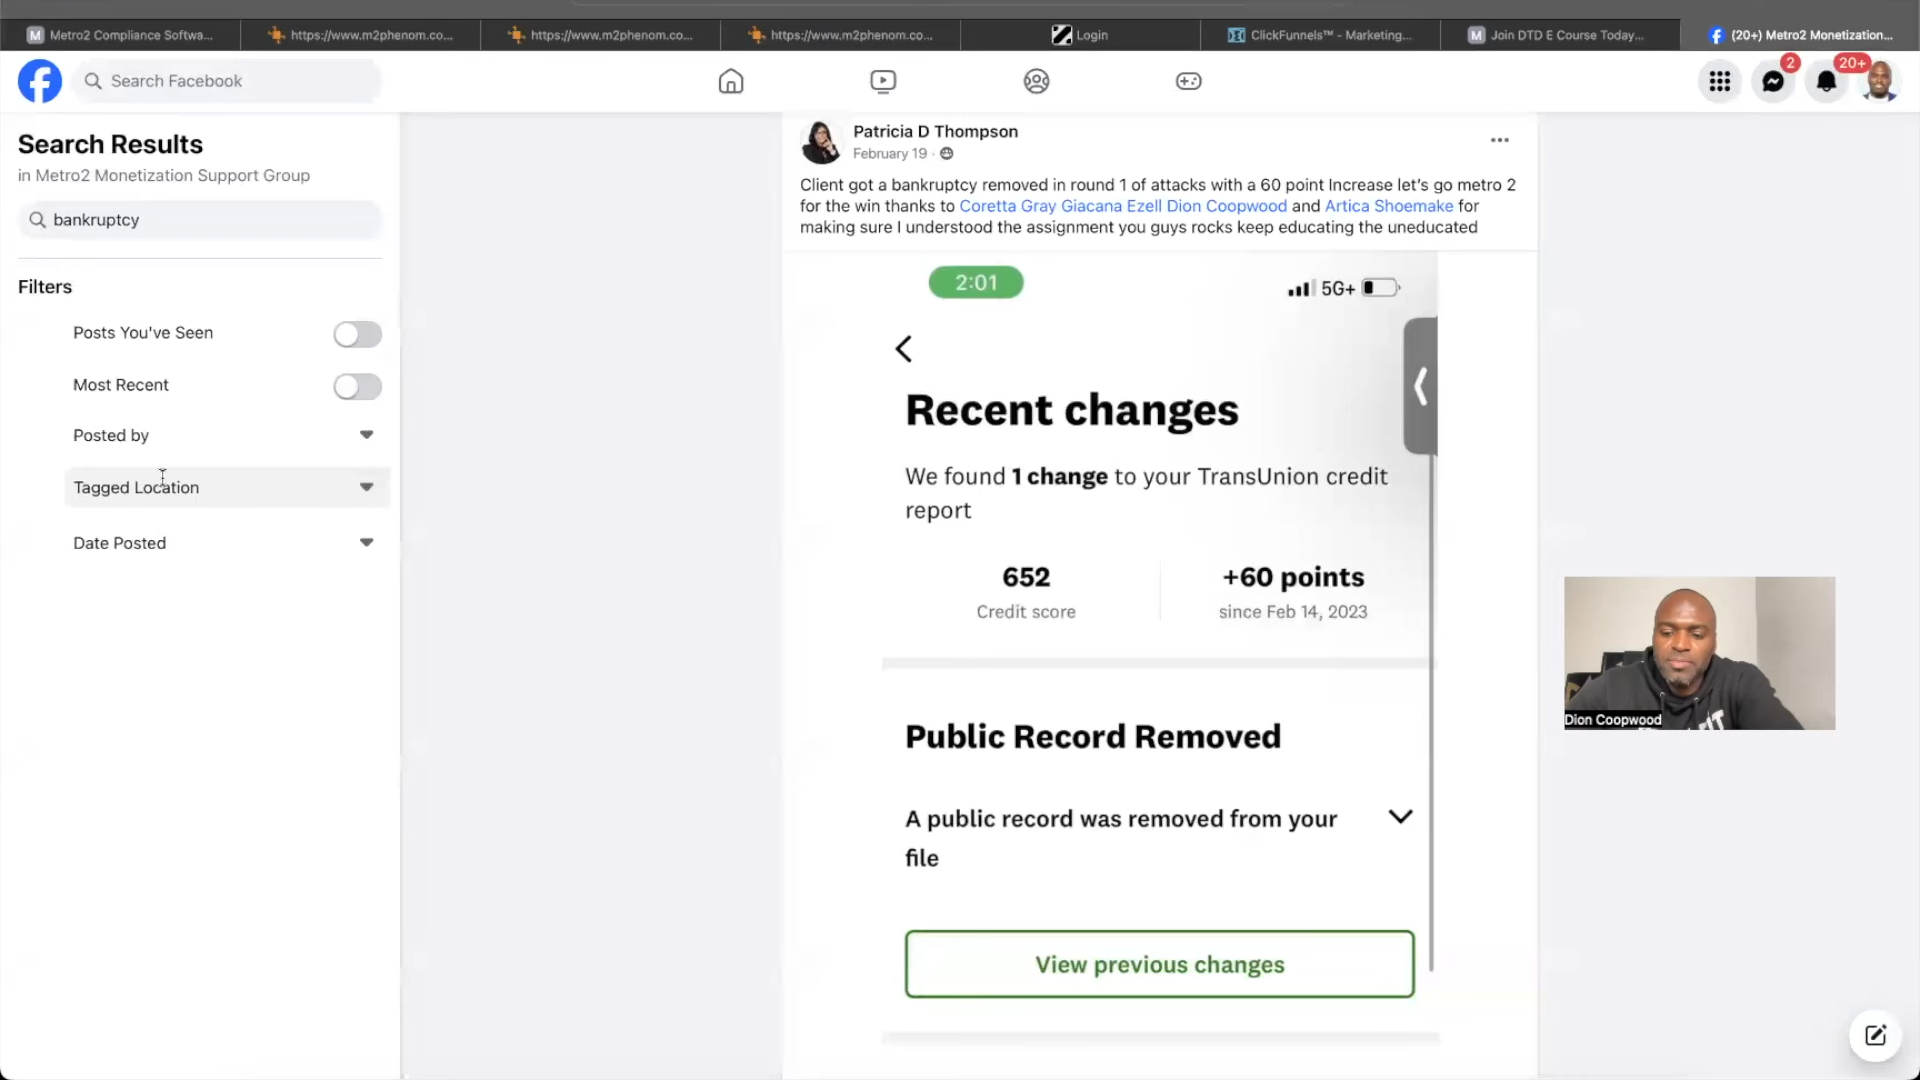 Metro2 Compliance Softwa...
https://www.m2phenom.co...
https://www.m2phenom.co...
https://www.m2phenom.co...
Login
ClickFunnels™ - Marketing...
Join DTD E Course Today...
(20+) Metro2 Monetization...
Search Facebook
2
20+
Search Results
in Metro2 Monetization Support Group
bankruptcy
Filters
Posts You've Seen
Most Recent
Posted by
Tagged Location
Date Posted
Patricia D Thompson
February 19 ·
Client got a bankruptcy removed in round 1 of attacks with a 60 point Increase let's go metro 2
for the win thanks to Coretta Gray Giacana Ezell Dion Coopwood and Artica Shoemake for
making sure I understood the assignment you guys rocks keep educating the uneducated
2:01
5G+
Recent changes
We found 1 change to your TransUnion credit
report
652
Credit score
+60 points
since Feb 14, 2023
Public Record Removed
A public record was removed from your
file
View previous changes
Dion Coopwood